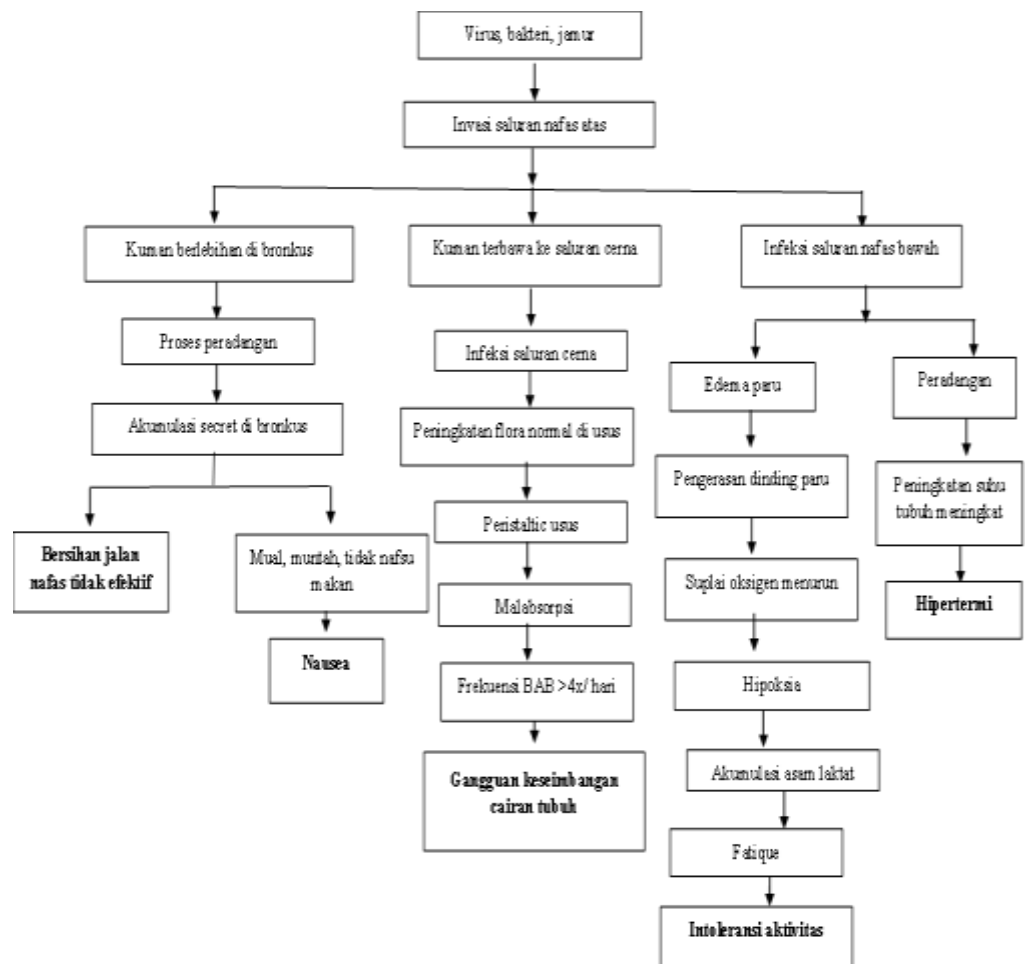 Virus, bakteri, jamur
Invasi saluran nafas atas
Kuman berlebihan di bronkus
Proses peradangan
Akumulasi secret di bronkus
Bersihan jalan
nafas tidak efektif
Mual, muntah, tidak nafsu
makan
Nausea
Kuman terbawa ke saluran cerna
Infeksi saluran cerna
Peningkatan flora normal di usus
Peristaltic usus
Malabsorpsi
Frekuensi BAB >4x/ hari
Gangguan keseimbangan
cairan tubuh
Infeksi saluran nafas bawah
Edema paru
Pengerasan dinding paru
Suplai oksigen menurun
Hipoksia
Akumulasi asam laktat
Fatique
Intoleransi aktivitas
Peradangan
Peningkatan suhu
tubuh meningkat
Hipertermi